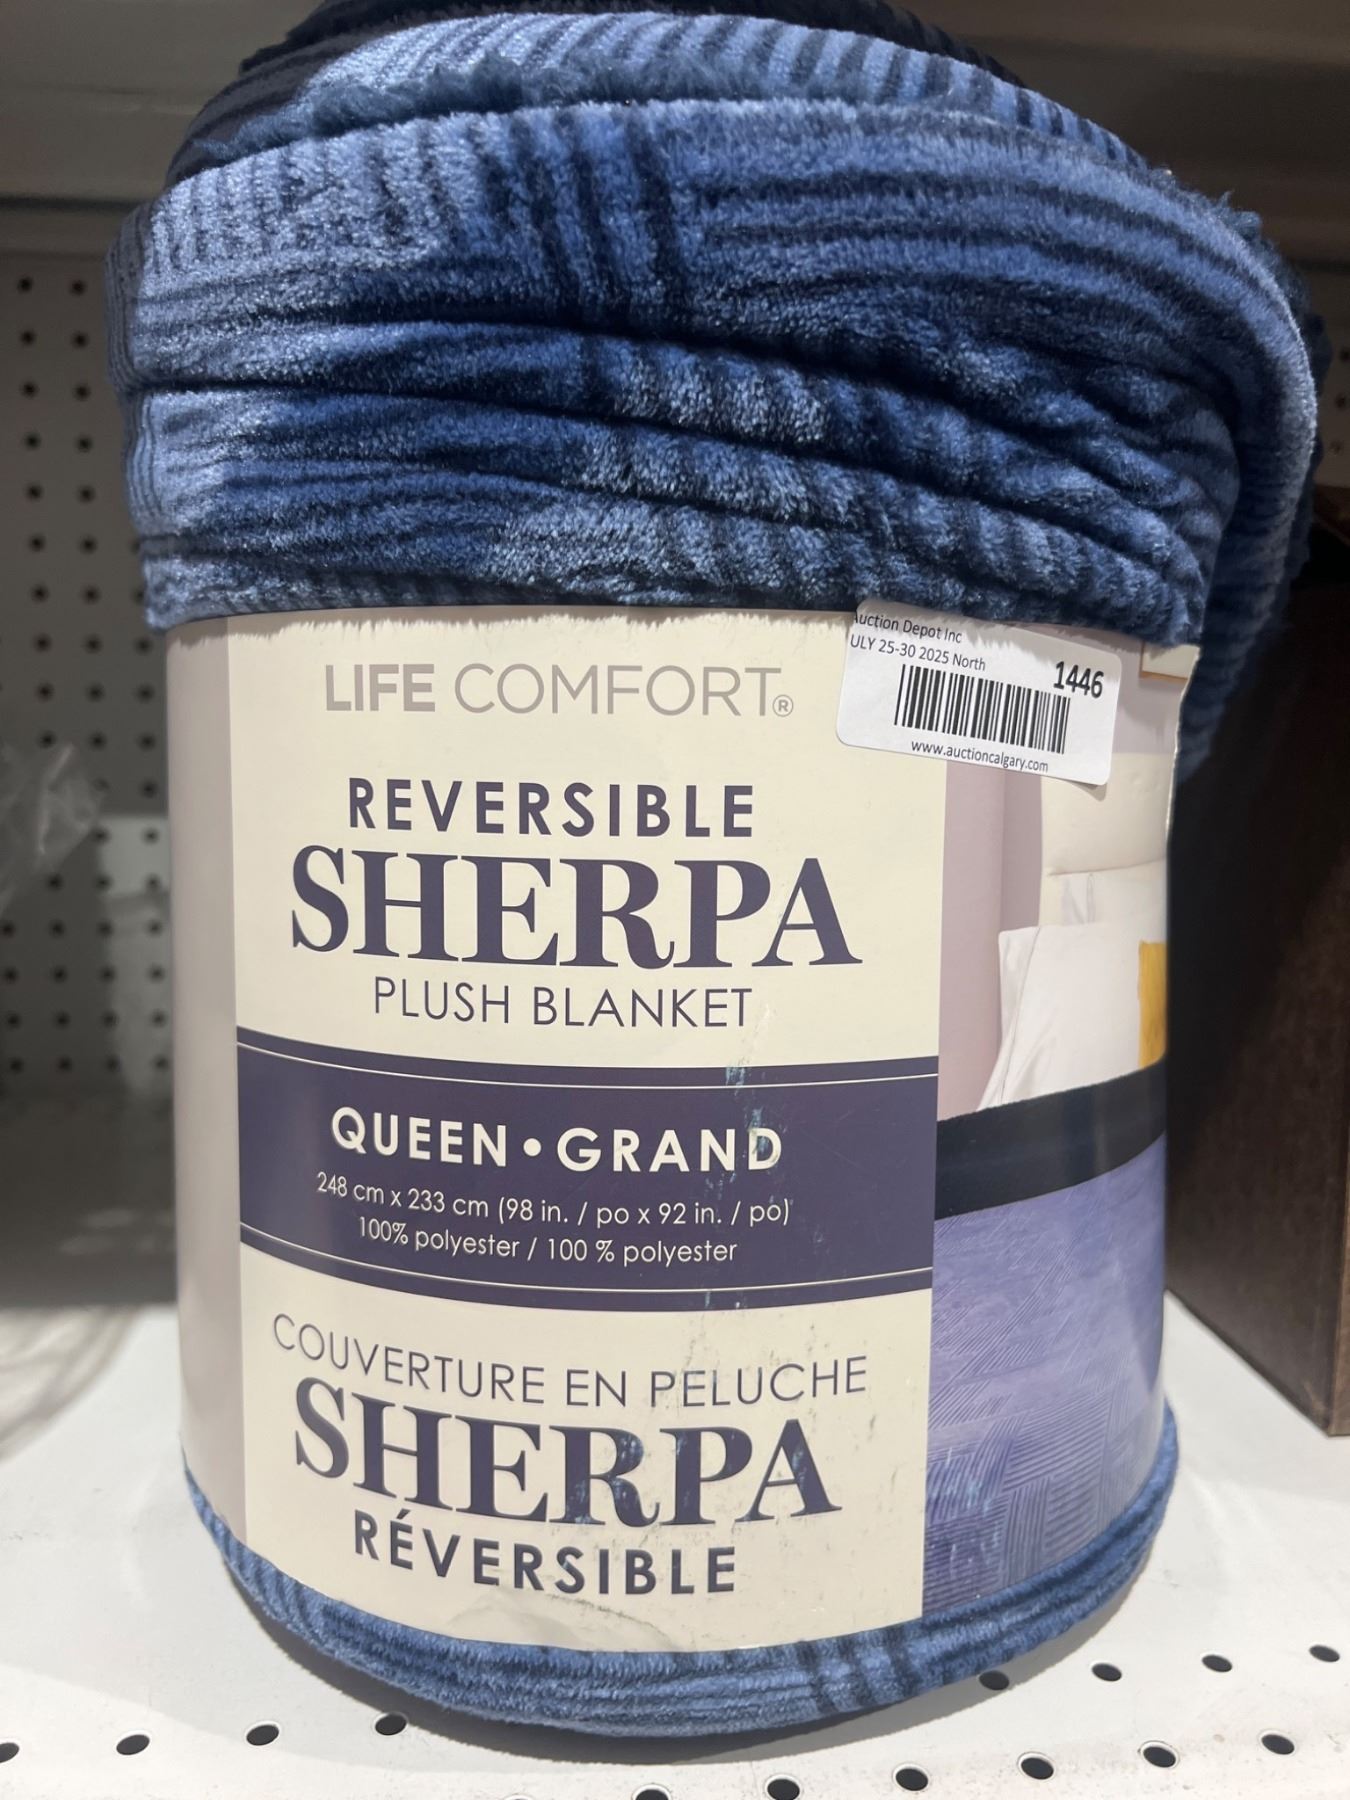 LIFE COMFORT®
Auction Depot Inc
ULY 25-30 2025 North
1446
www.auctioncalgary.com
REVERSIBLE
SHERPA
PLUSH BLANKET
QUEEN • GRAND
248 cm x 233 cm (98 in. / po x 92 in. / po)
100% polyester / 100 % polyester
COUVERTURE EN PELUCHE
SHERPA
RÉVERSIBLE